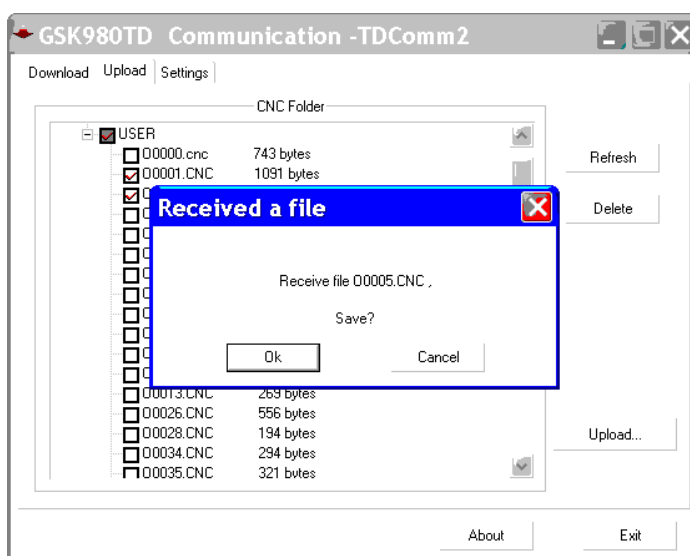 GSK980TD Communication -TDComm2
Download Upload Settings
CNC Folder
USER
O0000.cnc 743 bytes
O0001.CNC 1091 bytes
Refresh
Delete
Received a file
Receive file O0005.CNC ,
Save?
Ok Cancel
O0013.CNC 269 bytes
O0026.CNC 556 bytes
O0028.CNC 194 bytes
O0034.CNC 294 bytes
O0035.CNC 321 bytes
Upload...
About Exit